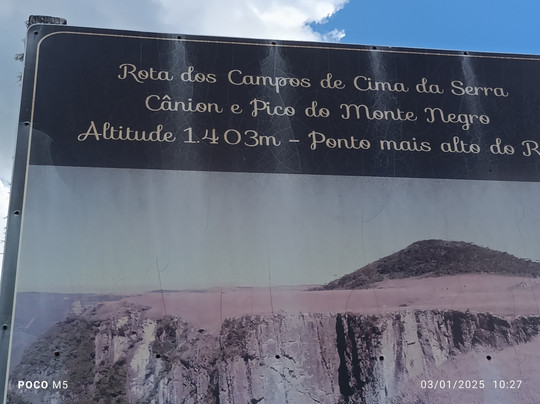 Rota dos Campos de Cima da Serra
Cânion e Pico do Monte Negro
Altitude 1.403m - Ponto mais alto do R
POCO M5
03/01/2025 10:27